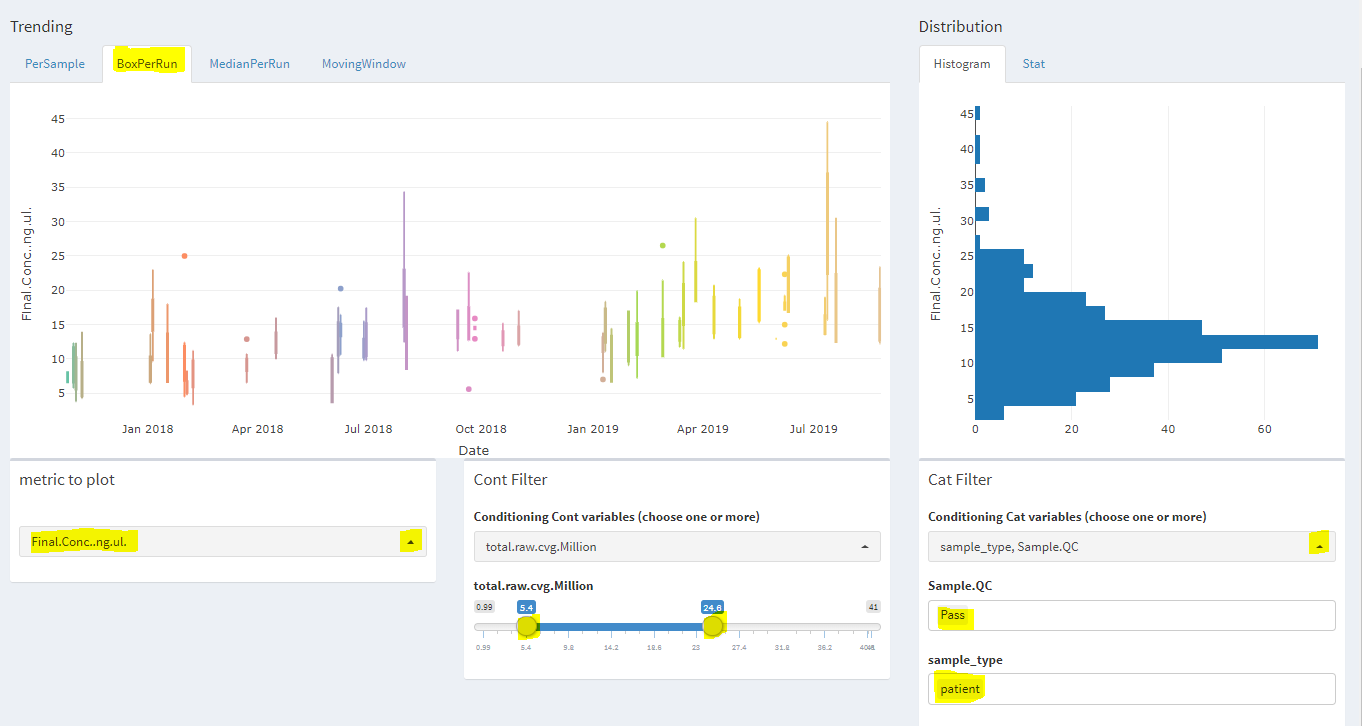 Trending
PerSample BoxPerRun MedianPerRun MovingWindow
45
40
35
30
25
20
15
10
5
FInal.Conc..ng.ul.
Jan 2018 Apr 2018 Jul 2018 Oct 2018 Jan 2019 Apr 2019 Jul 2019
Date
Distribution
Histogram Stat
45
40
35
30
25
20
15
10
5
FInal.Conc..ng.ul.
0 20 40 60
metric to plot
FInal.Conc..ng.ul.
Cont Filter
Conditioning Cont variables (choose one or more)
total.raw.cvg.Million
total.raw.cvg.Million
0.99 5.4 24.6 41
0.99 5.4 9.8 14.2 18.6 23 27.4 31.8 36.2
Cat Filter
Conditioning Cat variables (choose one or more)
sample_type, Sample.QC
Sample.QC
Pass
sample_type
patient